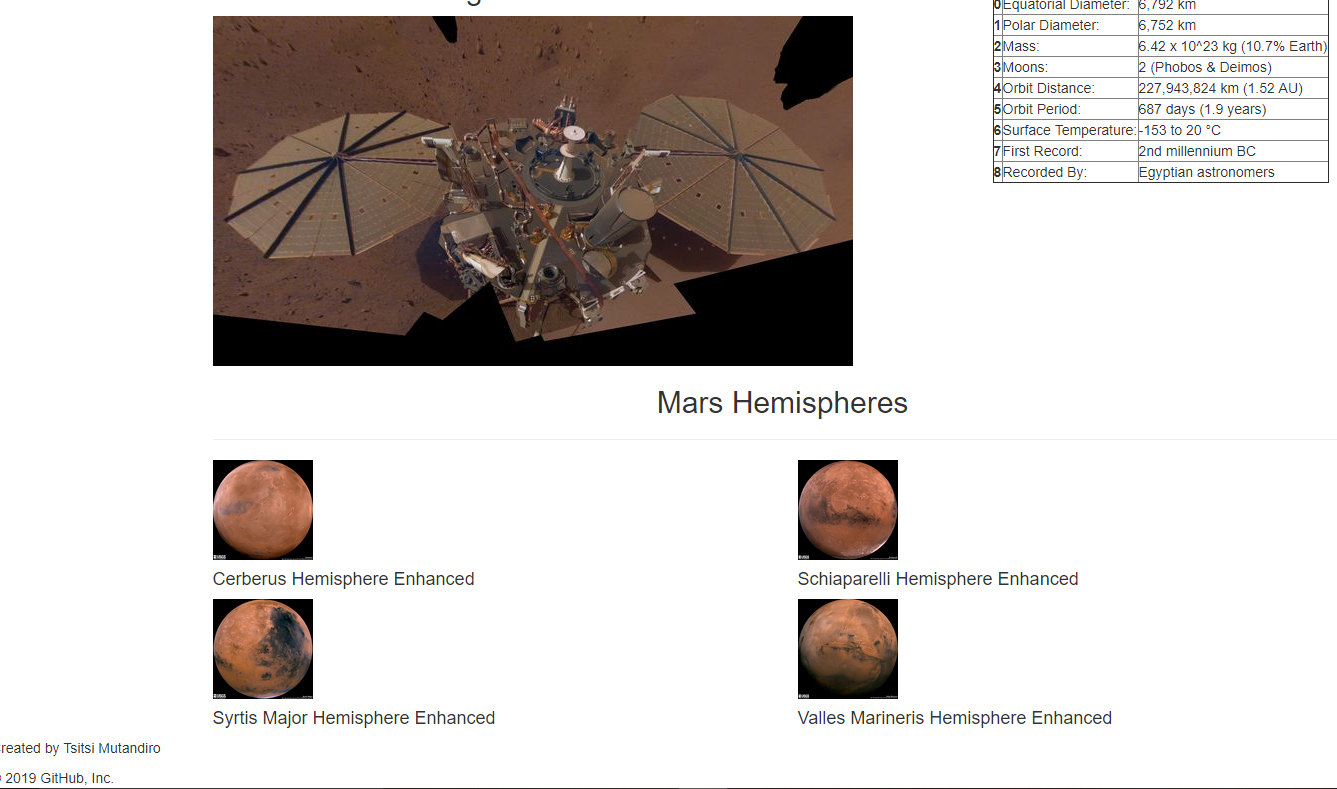 0 Equatorial Diameter: 6,792 km
1 Polar Diameter: 6,752 km
2 Mass: 6.42 x 10^23 kg (10.7% Earth)
3 Moons: 2 (Phobos & Deimos)
4 Orbit Distance: 227,943,824 km (1.52 AU)
5 Orbit Period: 687 days (1.9 years)
6 Surface Temperature: -153 to 20 °C
7 First Record: 2nd millennium BC
8 Recorded By: Egyptian astronomers
Mars Hemispheres
Cerberus Hemisphere Enhanced
Schiaparelli Hemisphere Enhanced
Syrtis Major Hemisphere Enhanced
Valles Marineris Hemisphere Enhanced
reated by Tsitsi Mutandiro
© 2019 GitHub, Inc.